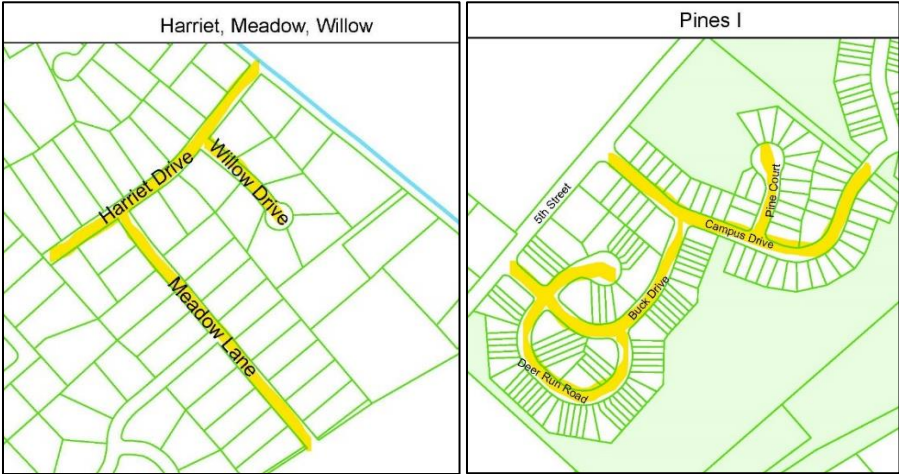 Harriet, Meadow, Willow
Harriet Drive
Willow Drive
Meadow Lane
Pines I
5th Street
Pine Court
Campus Drive
Buck Drive
Deer Run Road